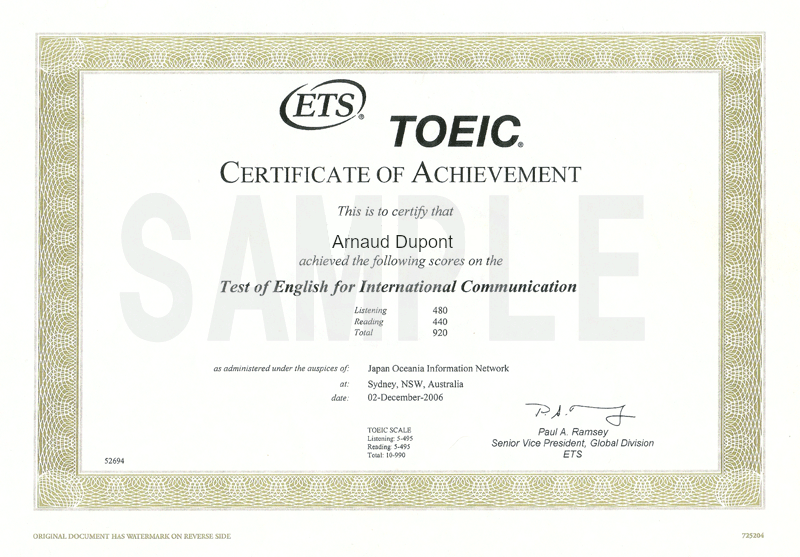 ETS®
TOEIC®
CERTIFICATE OF ACHIEVEMENT
SAMPLE
This is to certify that
Arnaud Dupont
achieved the following scores on the
Test of English for International Communication
Listening 480
Reading 440
Total 920
as administered under the auspices of: Japan Oceania Information Network
at: Sydney, NSW, Australia
date: 02-December-2006
TOEIC SCALE
Listening: 5-495
Reading: 5-495
Total: 10-990
Paul A. Ramsey
Senior Vice President, Global Division
ETS
52694
ORIGINAL DOCUMENT HAS WATERMARK ON REVERSE SIDE
725204